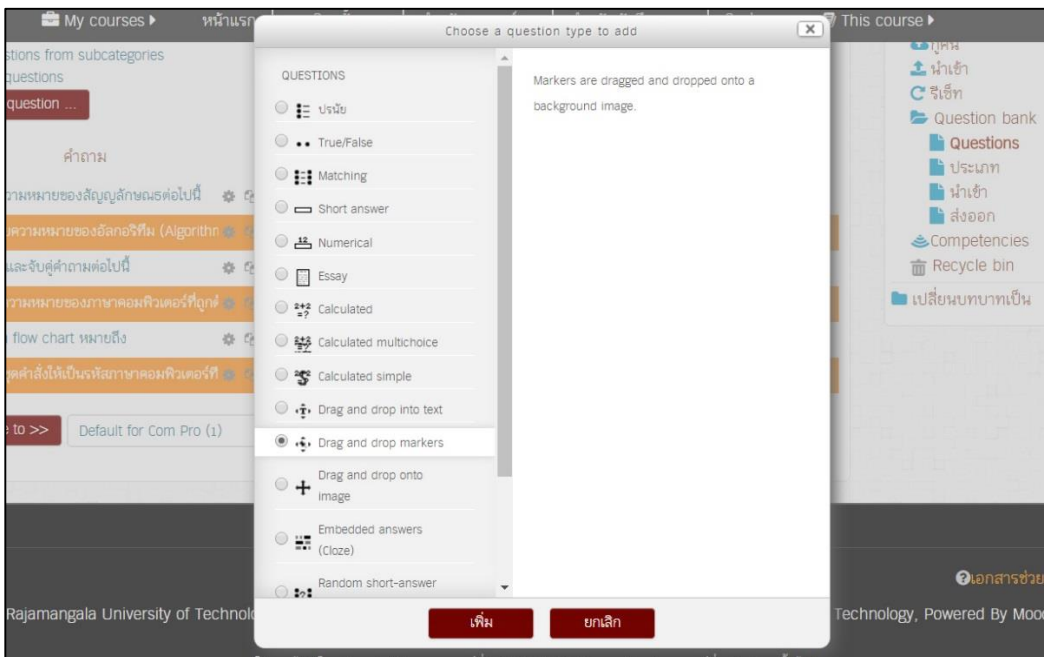 My courses
หน้าแรก
This course
Choose a question type to add
stions from subcategories
questions
question ...
คำถาม
วามหมายของสัญญลักษณธต่อไปนี้
บความหมายของอัลกอริทึม (Algorithn
และจับคู่คำถามต่อไปนี้
วามหมายของภาษาคอมพิวเตอร์ที่ถูกต้
flow chart หมายถึง
ชุดคำสั่งให้เป็นรหัสภาษาคอมพิวเตอร์ที่
to >>
Default for Com Pro (1)
QUESTIONS
ปรนัย
True/False
Matching
Short answer
Numerical
Essay
Calculated
Calculated multichoice
Calculated simple
Drag and drop into text
Drag and drop markers
Drag and drop onto
image
Embedded answers
(Cloze)
Random short-answer
Markers are dragged and dropped onto a
background image.
เพิ่ม
ยกเลิก
กู้คืน
นำเข้า
รีเซ็ท
Question bank
Questions
ประเภท
นำเข้า
ส่งออก
Competencies
Recycle bin
เปลี่ยนบทบาทเป็น
เอกสารช่วย
Rajamangala University of Technolo
Technology, Powered By Mood